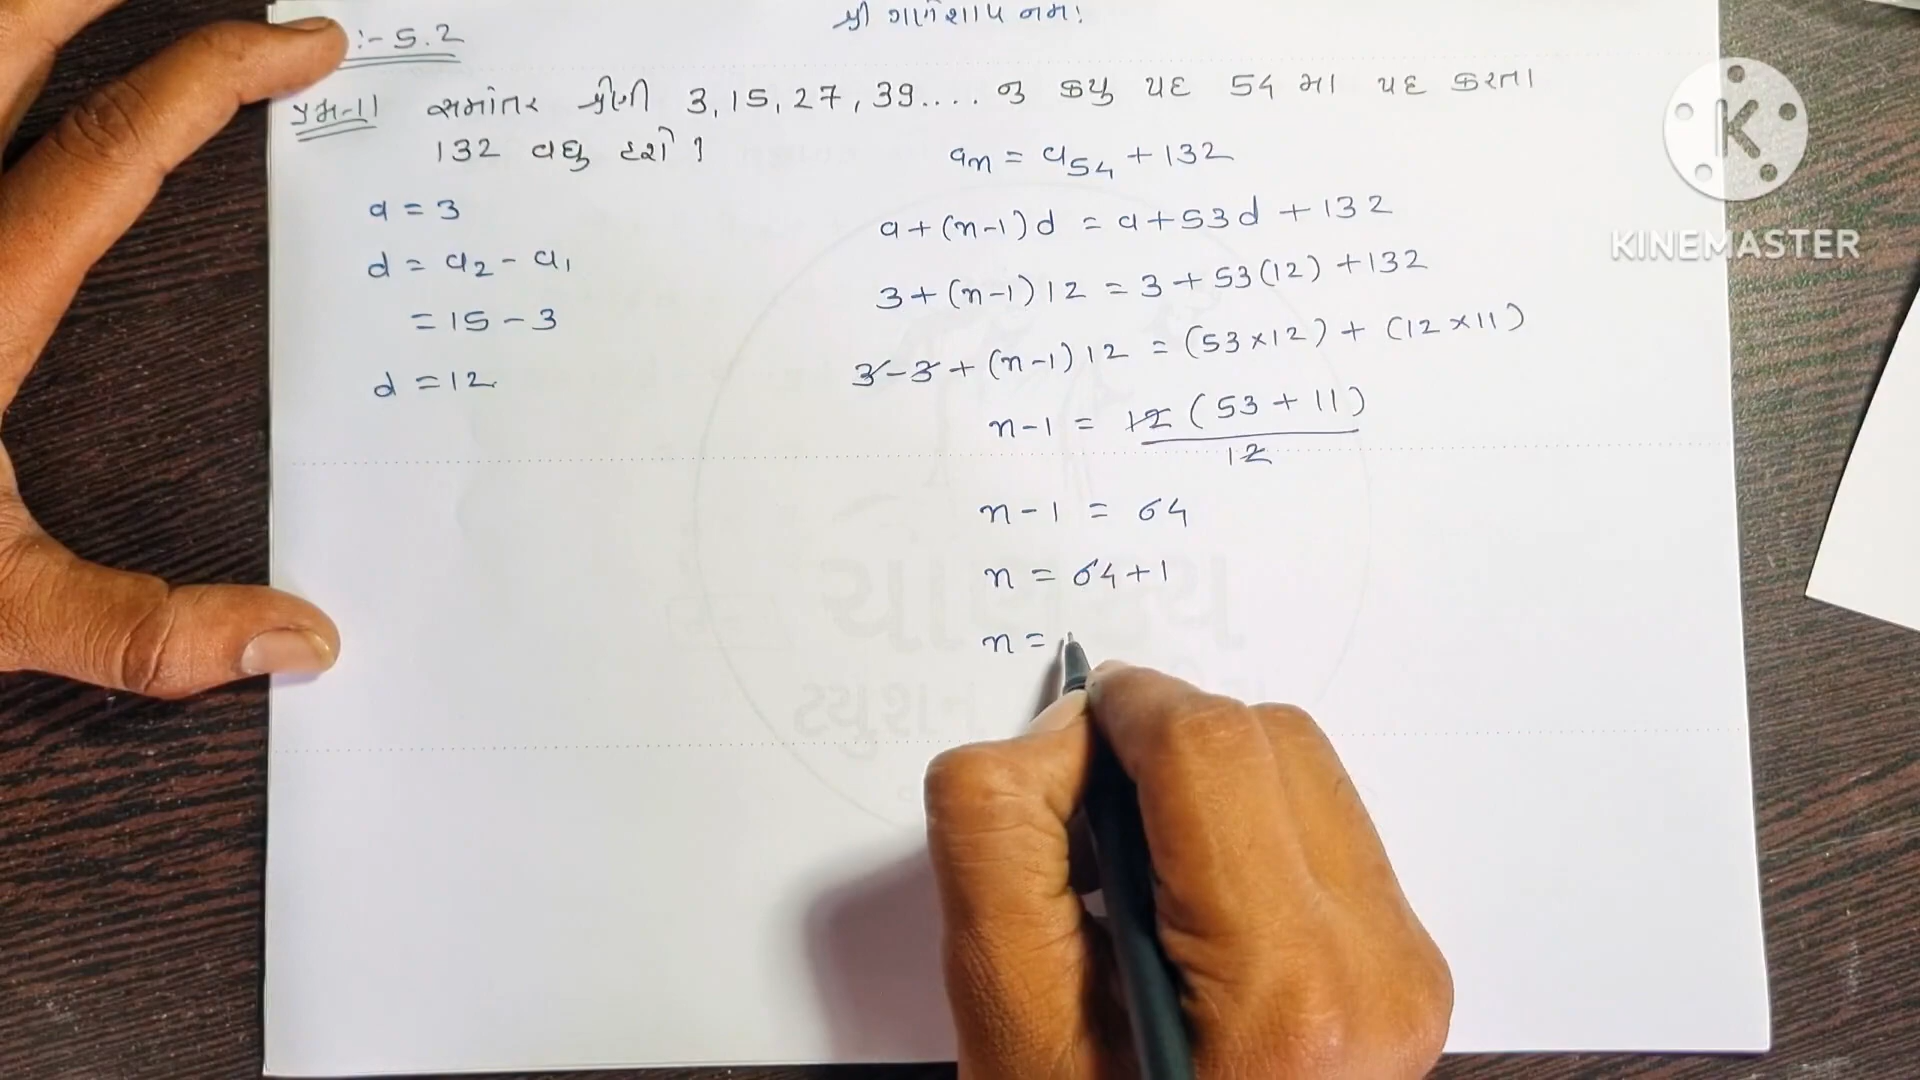 શ્રી ગણેશાય નમઃ
:- 5.2
પ્રશ્ન-11 સમાંતર શ્રેણી 3, 15, 27, 39.... નુ કયુ પદ 54 મા પદ કરતા
132 વધુ હશે ?
a = 3
d = a₂ - a₁
= 15 - 3
d = 12
aₙ = a₅₄ + 132
a + (n-1)d = a + 53d + 132
3 + (n-1) 12 = 3 + 53(12) + 132
3 - 3 + (n-1) 12 = (53 × 12) + (12 × 11)
n - 1 = 12 (53 + 11)
12
n - 1 = 64
n = 64 + 1
n =
K
KINEMASTER
ચાણક્ય
ટ્યુશન